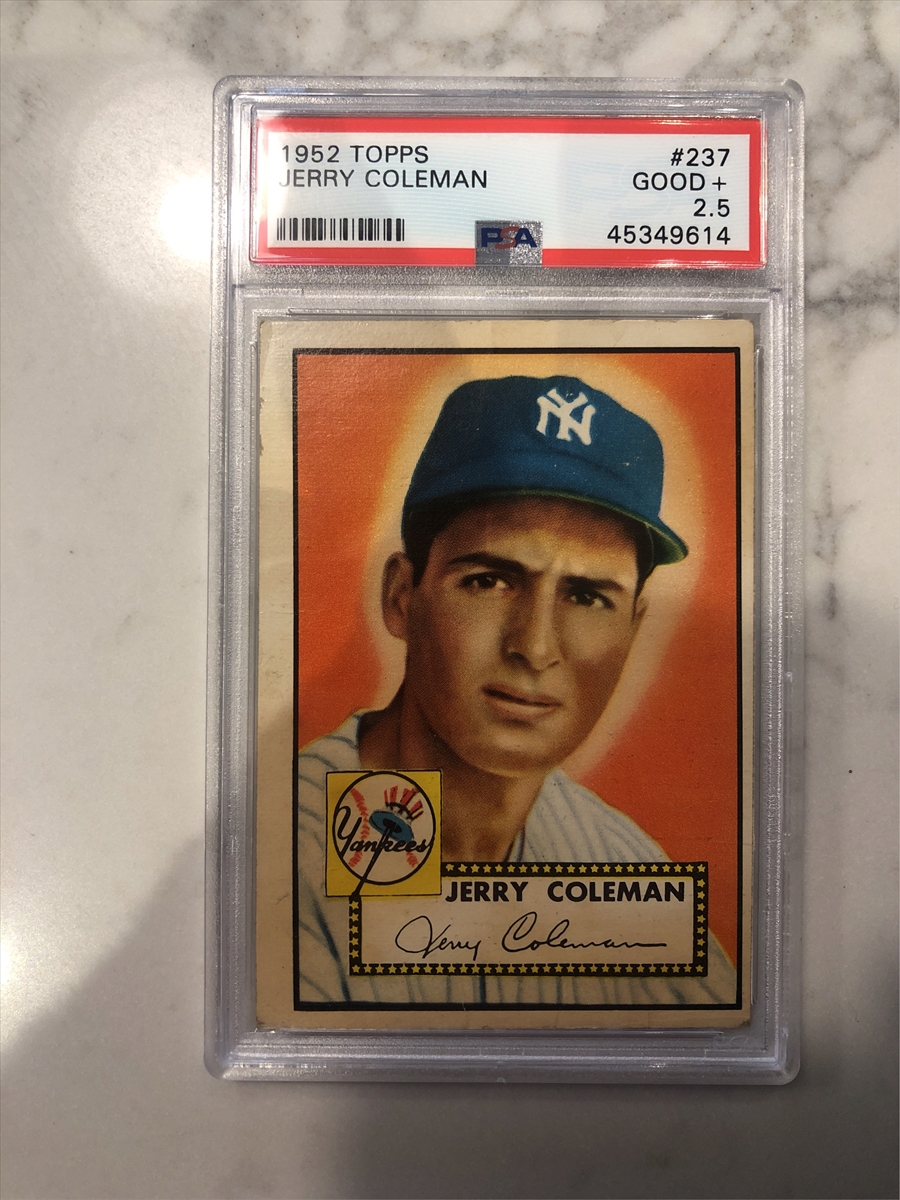 1952 TOPPS #237
JERRY COLEMAN GOOD +
2.5
PSA 45349614
NY
Yankees
JERRY COLEMAN
Jerry Coleman